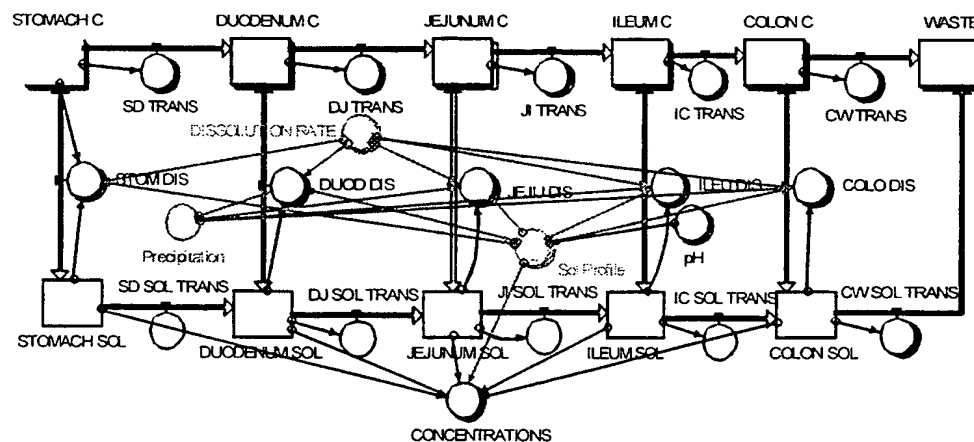 STOMACH C
DUODENUM C
JEJUNUM C
ILEUM C
COLON C
WASTE
SD TRANS
DJ TRANS
JI TRANS
IC TRANS
CW TRANS
DISSOLUTION RATE
STOM DIS
DUOD DIS
JEJU DIS
ILEU DIS
COLO DIS
Precipitation
Sol Profile
pH
SD SOL TRANS
DJ SOL TRANS
JI SOL TRANS
IC SOL TRANS
CW SOL TRANS
STOMACH SOL
DUODENUM SOL
JEJUNUM SOL
ILEUM SOL
COLON SOL
CONCENTRATIONS